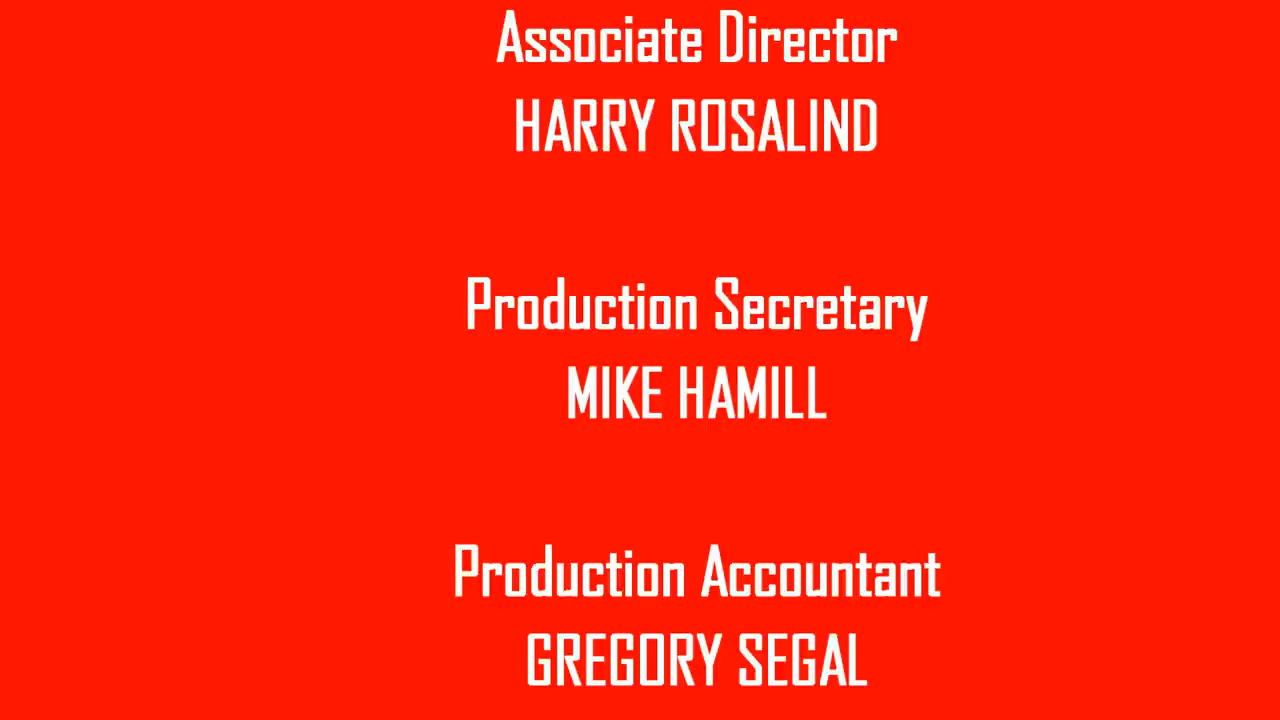 Associate Director
HARRY ROSALIND
Production Secretary
MIKE HAMILL
Production Accountant
GREGORY SEGAL